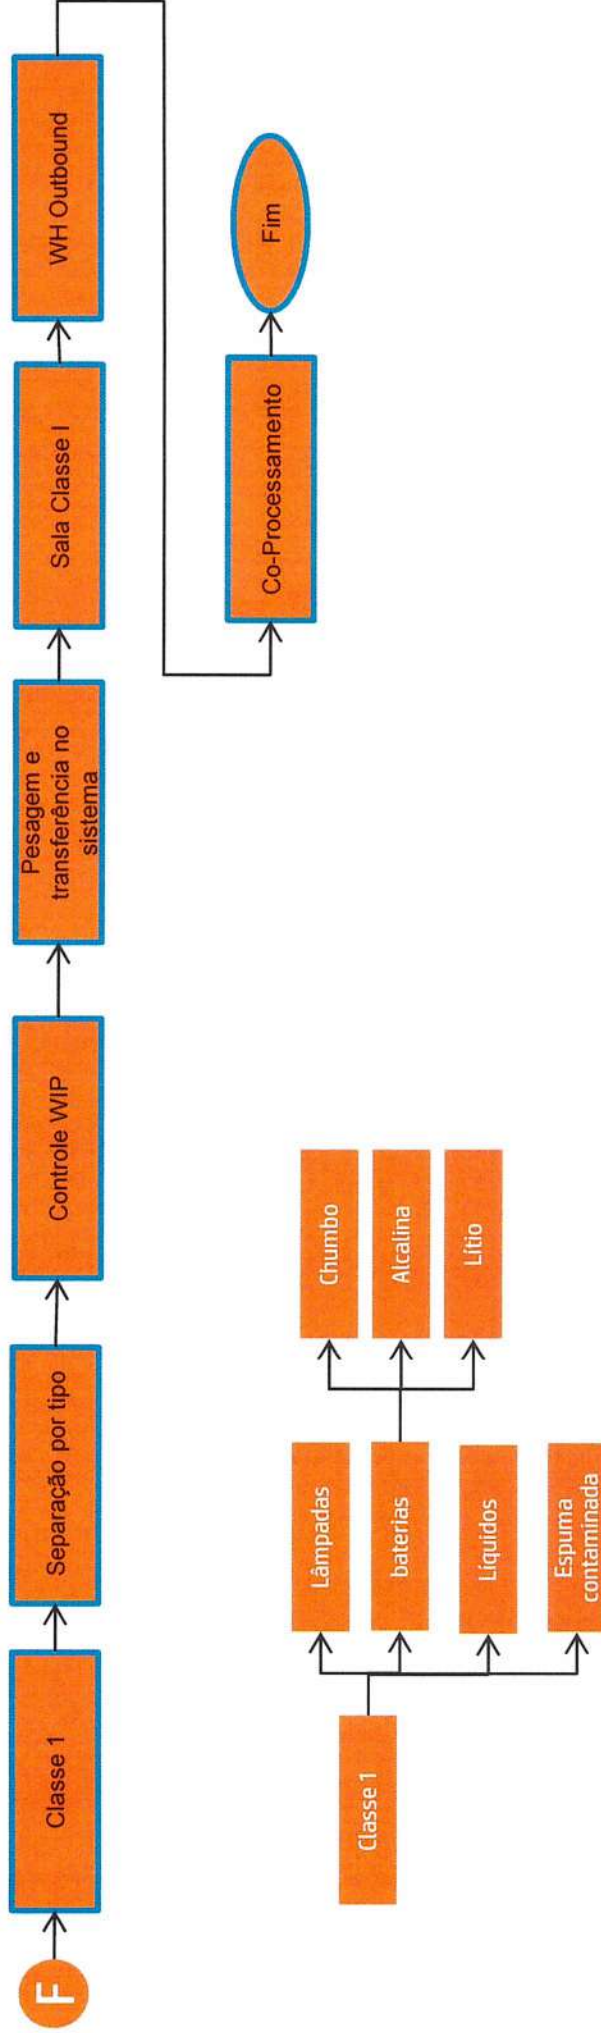 F
Classe 1
Separação por tipo
Controle WIP
Pesagem e
transferência no
sistema
Sala Classe I
WH Outbound
Co-Processamento
Fim
Classe 1
Lâmpadas
baterias
Líquidos
Espuma
contaminada
Chumbo
Alcalina
Lítio